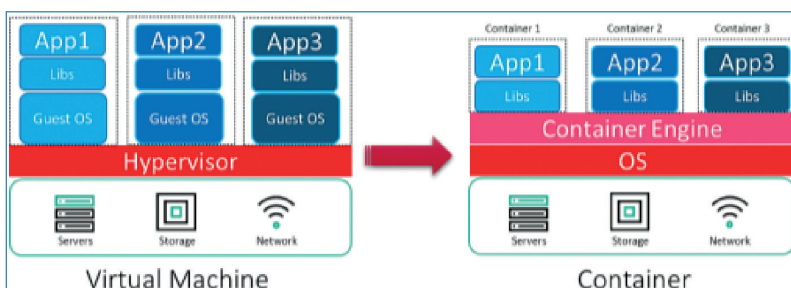 App1 App2 App3
Libs Libs Libs
Guest OS Guest OS Guest OS
Hypervisor
Servers Storage Network
Virtual Machine
Container 1 Container 2 Container 3
App1 App2 App3
Libs Libs Libs
Container Engine
OS
Servers Storage Network
Container